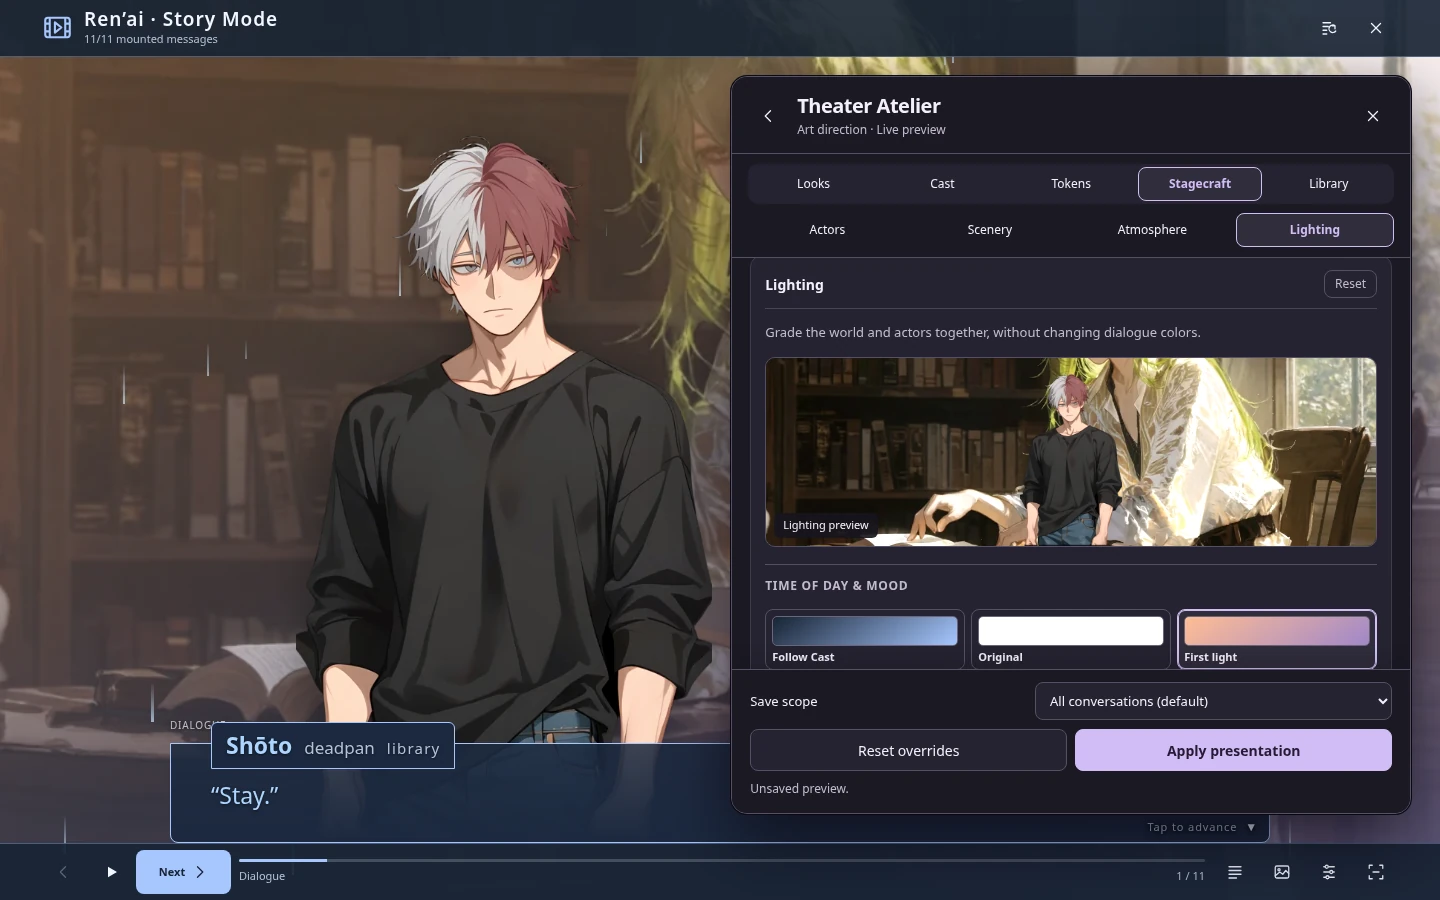 Ren'ai · Story Mode
11/11 mounted messages
Theater Atelier
Art direction · Live preview
Looks
Cast
Tokens
Stagecraft
Library
Actors
Scenery
Atmosphere
Lighting
Lighting
Reset
Grade the world and actors together, without changing dialogue colors.
Lighting preview
TIME OF DAY & MOOD
Follow Cast
Original
First light
Save scope
All conversations (default)
Reset overrides
Apply presentation
Unsaved preview.
DIALOGUE
Shōto deadpan library
“Stay.”
Tap to advance ▼
Next
Dialogue
1 / 11